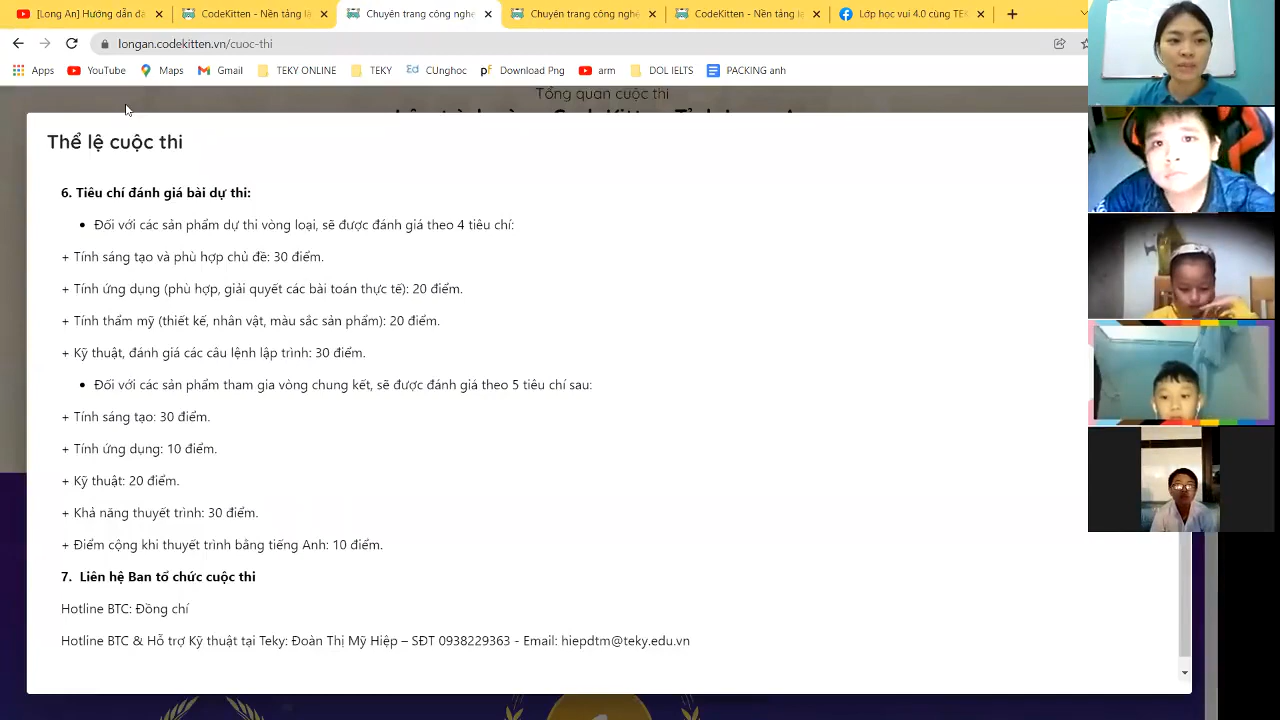 [Long An] Hướng dẫn đă
CodeKitten - Nền tảng l
Chuyên trang công nghệ
Chuyên trang công nghệ
CodeKitten - Nền tảng l
Lớp học vui 4.0 cùng TEK
longan.codekitten.vn/cuoc-thi
Apps YouTube Maps Gmail TEKY ONLINE TEKY CUnghoc Download Png arm DOL IELTS PACKING anh
Tổng quan cuộc thi
Thể lệ cuộc thi
6. Tiêu chí đánh giá bài dự thi:
• Đối với các sản phẩm dự thi vòng loại, sẽ được đánh giá theo 4 tiêu chí:
+ Tính sáng tạo và phù hợp chủ đề: 30 điểm.
+ Tính ứng dụng (phù hợp, giải quyết các bài toán thực tế): 20 điểm.
+ Tính thẩm mỹ (thiết kế, nhân vật, màu sắc sản phẩm): 20 điểm.
+ Kỹ thuật, đánh giá các câu lệnh lập trình: 30 điểm.
• Đối với các sản phẩm tham gia vòng chung kết, sẽ được đánh giá theo 5 tiêu chí sau:
+ Tính sáng tạo: 30 điểm.
+ Tính ứng dụng: 10 điểm.
+ Kỹ thuật: 20 điểm.
+ Khả năng thuyết trình: 30 điểm.
+ Điểm cộng khi thuyết trình bằng tiếng Anh: 10 điểm.
7. Liên hệ Ban tổ chức cuộc thi
Hotline BTC: Đồng chí
Hotline BTC & Hỗ trợ Kỹ thuật tại Teky: Đoàn Thị Mỹ Hiệp – SĐT 0938229363 - Email: hiepdtm@teky.edu.vn